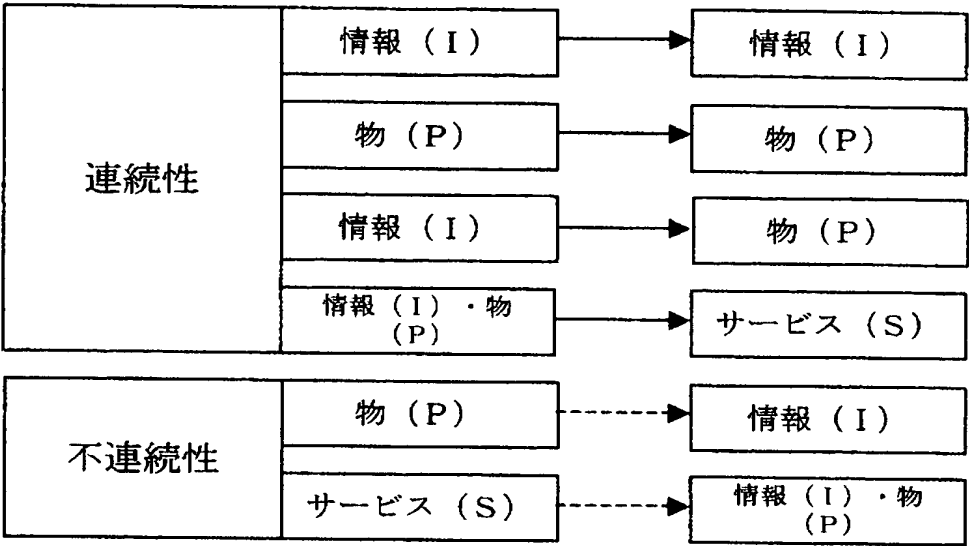 連続性
情報（I）
情報（I）
物（P）
物（P）
情報（I）
物（P）
情報（I）・物
（P）
サービス（S）
不連続性
物（P）
情報（I）
サービス（S）
情報（I）・物
（P）